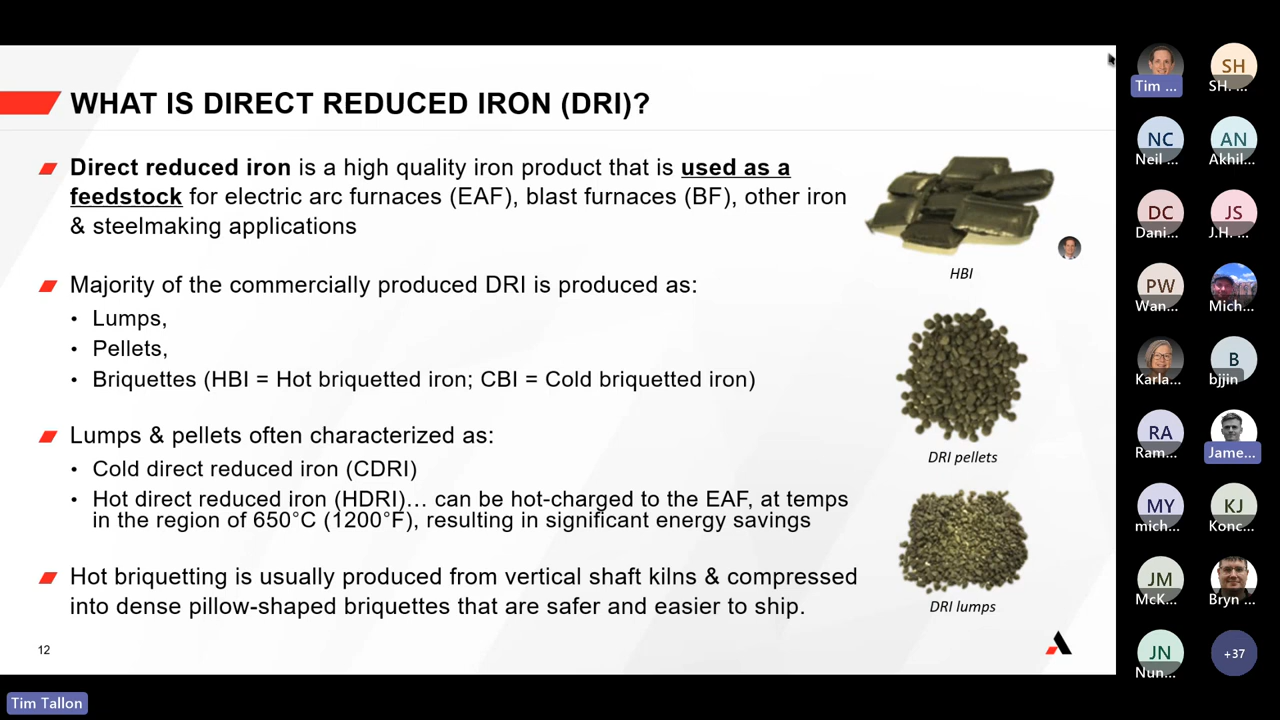 WHAT IS DIRECT REDUCED IRON (DRI)?
Direct reduced iron is a high quality iron product that is used as a
feedstock for electric arc furnaces (EAF), blast furnaces (BF), other iron
& steelmaking applications
Majority of the commercially produced DRI is produced as:
• Lumps,
• Pellets,
• Briquettes (HBI = Hot briquetted iron; CBI = Cold briquetted iron)
Lumps & pellets often characterized as:
• Cold direct reduced iron (CDRI)
• Hot direct reduced iron (HDRI)… can be hot-charged to the EAF, at temps
in the region of 650°C (1200°F), resulting in significant energy savings
Hot briquetting is usually produced from vertical shaft kilns & compressed
into dense pillow-shaped briquettes that are safer and easier to ship.
HBI
DRI pellets
DRI lumps
12
Tim ...
SH
SH. ...
NC
Neil ...
AN
Akhil...
DC
Dani...
JS
J.H. ...
PW
Wan...
Mich...
Karla...
B
bjjin
RA
Ram...
Jame...
MY
mich...
KJ
Konc...
JM
McK...
Bryn ...
JN
Nun...
+37
Tim Tallon